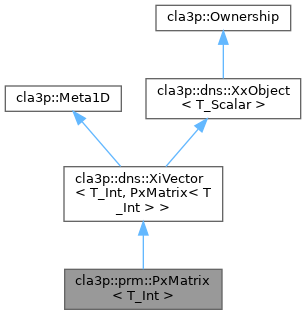 cla3p::Ownership
cla3p::Meta1D
cla3p::dns::XxObject
< T_Scalar >
cla3p::dns::XiVector
< T_Int, PxMatrix< T
_Int > >
cla3p::prm::PxMatrix
< T_Int >